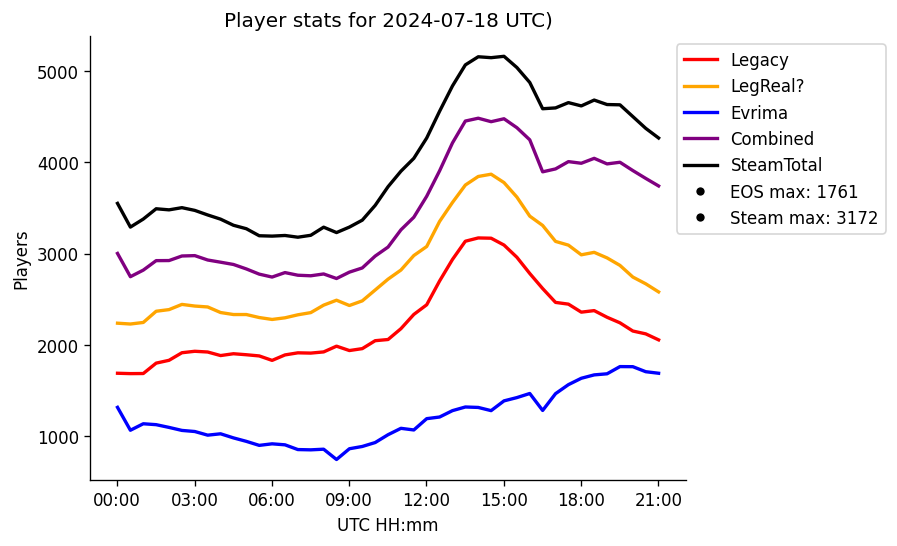 Player stats for 2024-07-18 UTC)
Legacy
LegReal?
Evrima
Combined
SteamTotal
EOS max: 1761
Steam max: 3172
5000
4000
3000
2000
1000
Players
00:00 03:00 06:00 09:00 12:00 15:00 18:00 21:00
UTC HH:mm